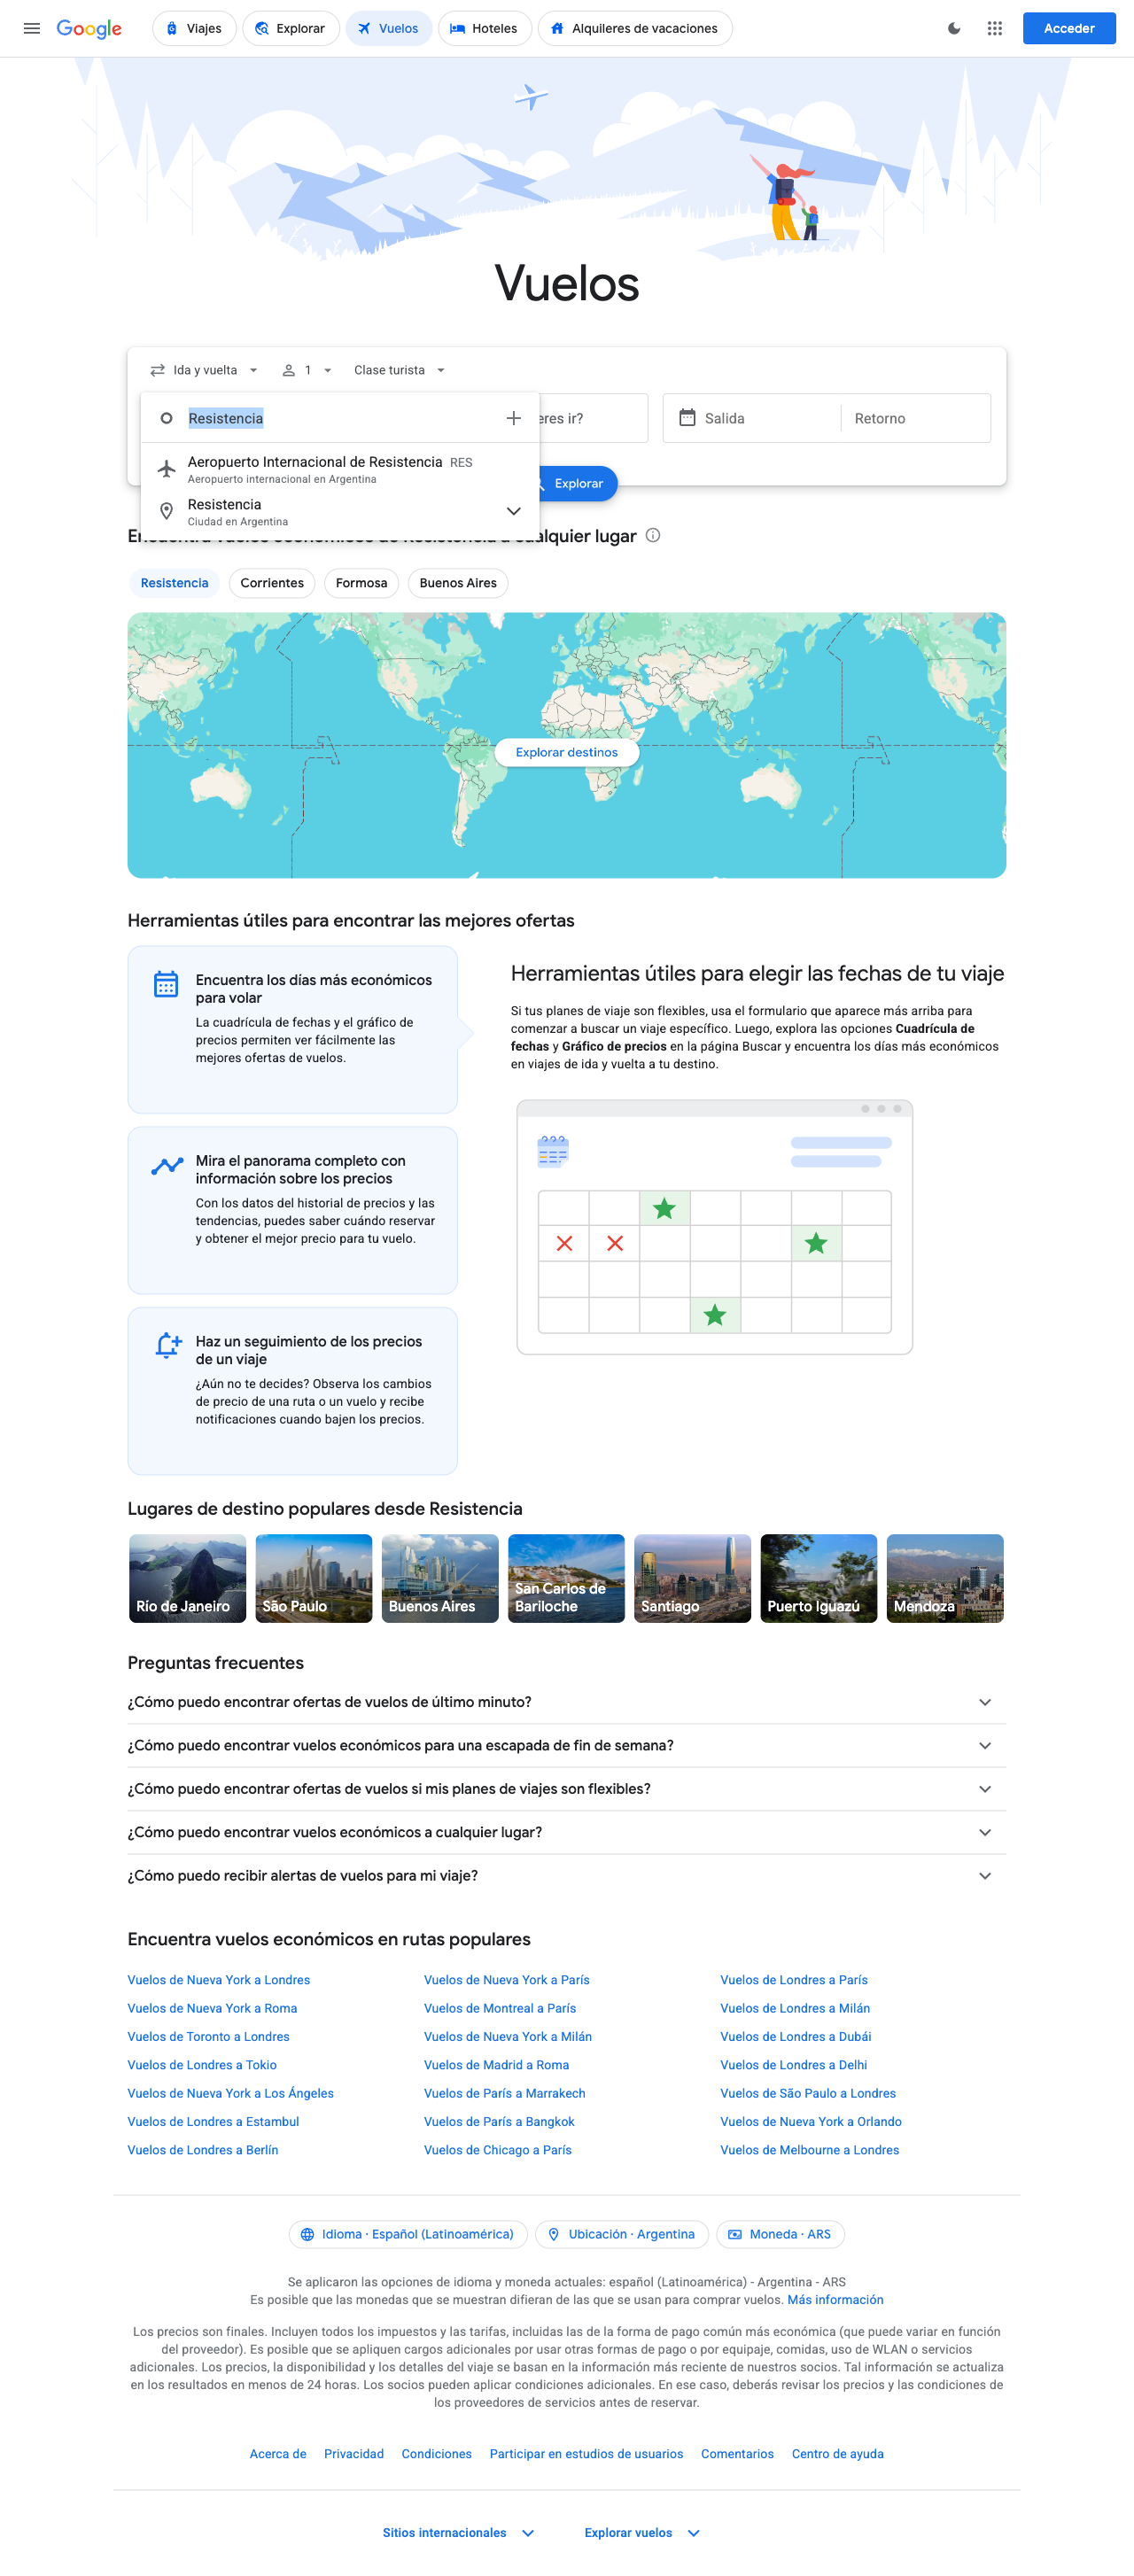 Google
Viajes
Explorar
Vuelos
Hoteles
Alquileres de vacaciones
Acceder
Vuelos
Ida y vuelta
1
Clase turista
Resistencia
eres ir?
Salida
Retorno
Aeropuerto Internacional de Resistencia RES
Aeropuerto internacional en Argentina
Resistencia
Ciudad en Argentina
Explorar
Encuentra vuelos económicos de Resistencia a cualquier lugar
Resistencia
Corrientes
Formosa
Buenos Aires
Explorar destinos
Herramientas útiles para encontrar las mejores ofertas
Encuentra los días más económicos
para volar
La cuadrícula de fechas y el gráfico de
precios permiten ver fácilmente las
mejores ofertas de vuelos.
Mira el panorama completo con
información sobre los precios
Con los datos del historial de precios y las
tendencias, puedes saber cuándo reservar
y obtener el mejor precio para tu vuelo.
Haz un seguimiento de los precios
de un viaje
¿Aún no te decides? Observa los cambios
de precio de una ruta o un vuelo y recibe
notificaciones cuando bajen los precios.
Herramientas útiles para elegir las fechas de tu viaje
Si tus planes de viaje son flexibles, usa el formulario que aparece más arriba para
comenzar a buscar un viaje específico. Luego, explora las opciones Cuadrícula de
fechas y Gráfico de precios en la página Buscar y encuentra los días más económicos
en viajes de ida y vuelta a tu destino.
Lugares de destino populares desde Resistencia
Río de Janeiro
São Paulo
Buenos Aires
San Carlos de
Bariloche
Santiago
Puerto Iguazú
Mendoza
Preguntas frecuentes
¿Cómo puedo encontrar ofertas de vuelos de último minuto?
¿Cómo puedo encontrar vuelos económicos para una escapada de fin de semana?
¿Cómo puedo encontrar ofertas de vuelos si mis planes de viajes son flexibles?
¿Cómo puedo encontrar vuelos económicos a cualquier lugar?
¿Cómo puedo recibir alertas de vuelos para mi viaje?
Encuentra vuelos económicos en rutas populares
Vuelos de Nueva York a Londres
Vuelos de Nueva York a París
Vuelos de Londres a París
Vuelos de Nueva York a Roma
Vuelos de Montreal a París
Vuelos de Londres a Milán
Vuelos de Toronto a Londres
Vuelos de Nueva York a Milán
Vuelos de Londres a Dubái
Vuelos de Londres a Tokio
Vuelos de Madrid a Roma
Vuelos de Londres a Delhi
Vuelos de Nueva York a Los Ángeles
Vuelos de París a Marrakech
Vuelos de São Paulo a Londres
Vuelos de Londres a Estambul
Vuelos de París a Bangkok
Vuelos de Nueva York a Orlando
Vuelos de Londres a Berlín
Vuelos de Chicago a París
Vuelos de Melbourne a Londres
Idioma · Español (Latinoamérica)
Ubicación · Argentina
Moneda · ARS
Se aplicaron las opciones de idioma y moneda actuales: español (Latinoamérica) - Argentina - ARS
Es posible que las monedas que se muestran difieran de las que se usan para comprar vuelos. Más información
Los precios son finales. Incluyen todos los impuestos y las tarifas, incluidas las de la forma de pago común más económica (que puede variar en función
del proveedor). Es posible que se apliquen cargos adicionales por usar otras formas de pago o por equipaje, comidas, uso de WLAN o servicios
adicionales. Los precios, la disponibilidad y los detalles del viaje se basan en la información más reciente de nuestros socios. Tal información se actualiza
en los resultados en menos de 24 horas. Los socios pueden aplicar condiciones adicionales. En ese caso, deberás revisar los precios y las condiciones de
los proveedores de servicios antes de reservar.
Acerca de
Privacidad
Condiciones
Participar en estudios de usuarios
Comentarios
Centro de ayuda
Sitios internacionales
Explorar vuelos